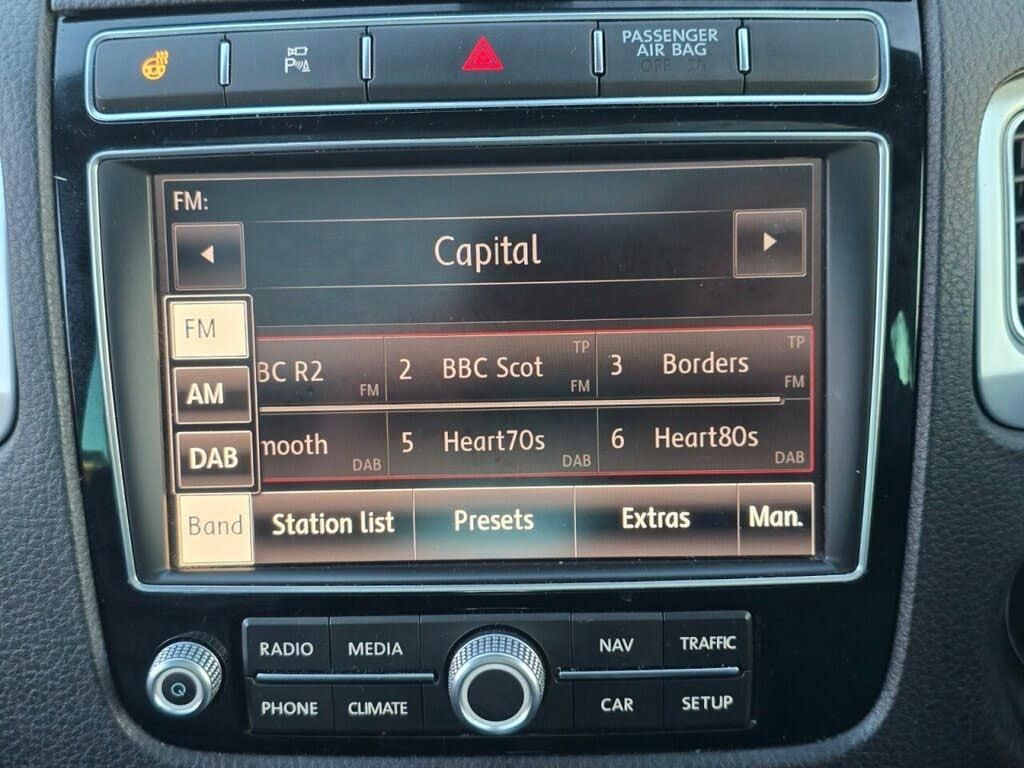 P
PASSENGER
AIR BAG
OFF
FM:
Capital
FM
AM
DAB
Band
BC R2 FM
2 BBC Scot TP FM
3 Borders TP FM
mooth DAB
5 Heart70s DAB
6 Heart80s DAB
Station list Presets Extras Man.
RADIO MEDIA NAV TRAFFIC
PHONE CLIMATE CAR SETUP